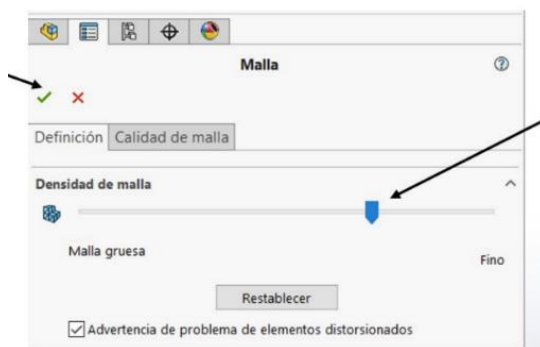 Malla
Definición Calidad de malla
Densidad de malla
Malla gruesa
Fino
Restablecer
Advertencia de problema de elementos distorsionados